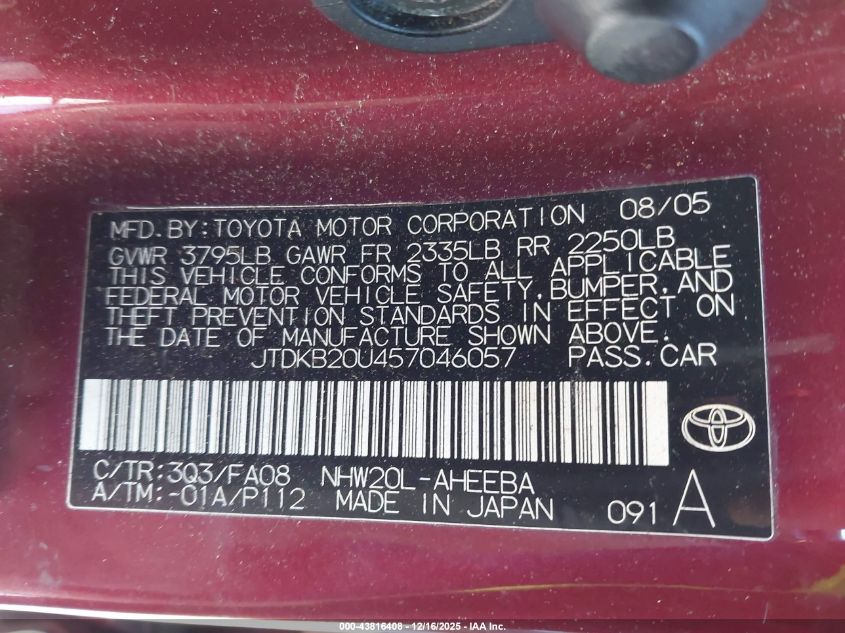 MFD.BY:TOYOTA MOTOR CORPORATION 08/05
GVWR 3795LB GAWR FR 2335LB RR 2250LB
THIS VEHICLE CONFORMS TO ALL APPLICABLE
FEDERAL MOTOR VEHICLE SAFETY,BUMPER,AND
THEFT PREVENTION STANDARDS IN EFFECT ON
THE DATE OF MANUFACTURE SHOWN ABOVE.
JTDKB20U457046057 PASS.CAR
C/TR:3Q3/FA08 NHW20L-AHEEBA
A/TM:-01A/P112 MADE IN JAPAN 091 A
000-43816408 - 12/16/2025 - IAA Inc.